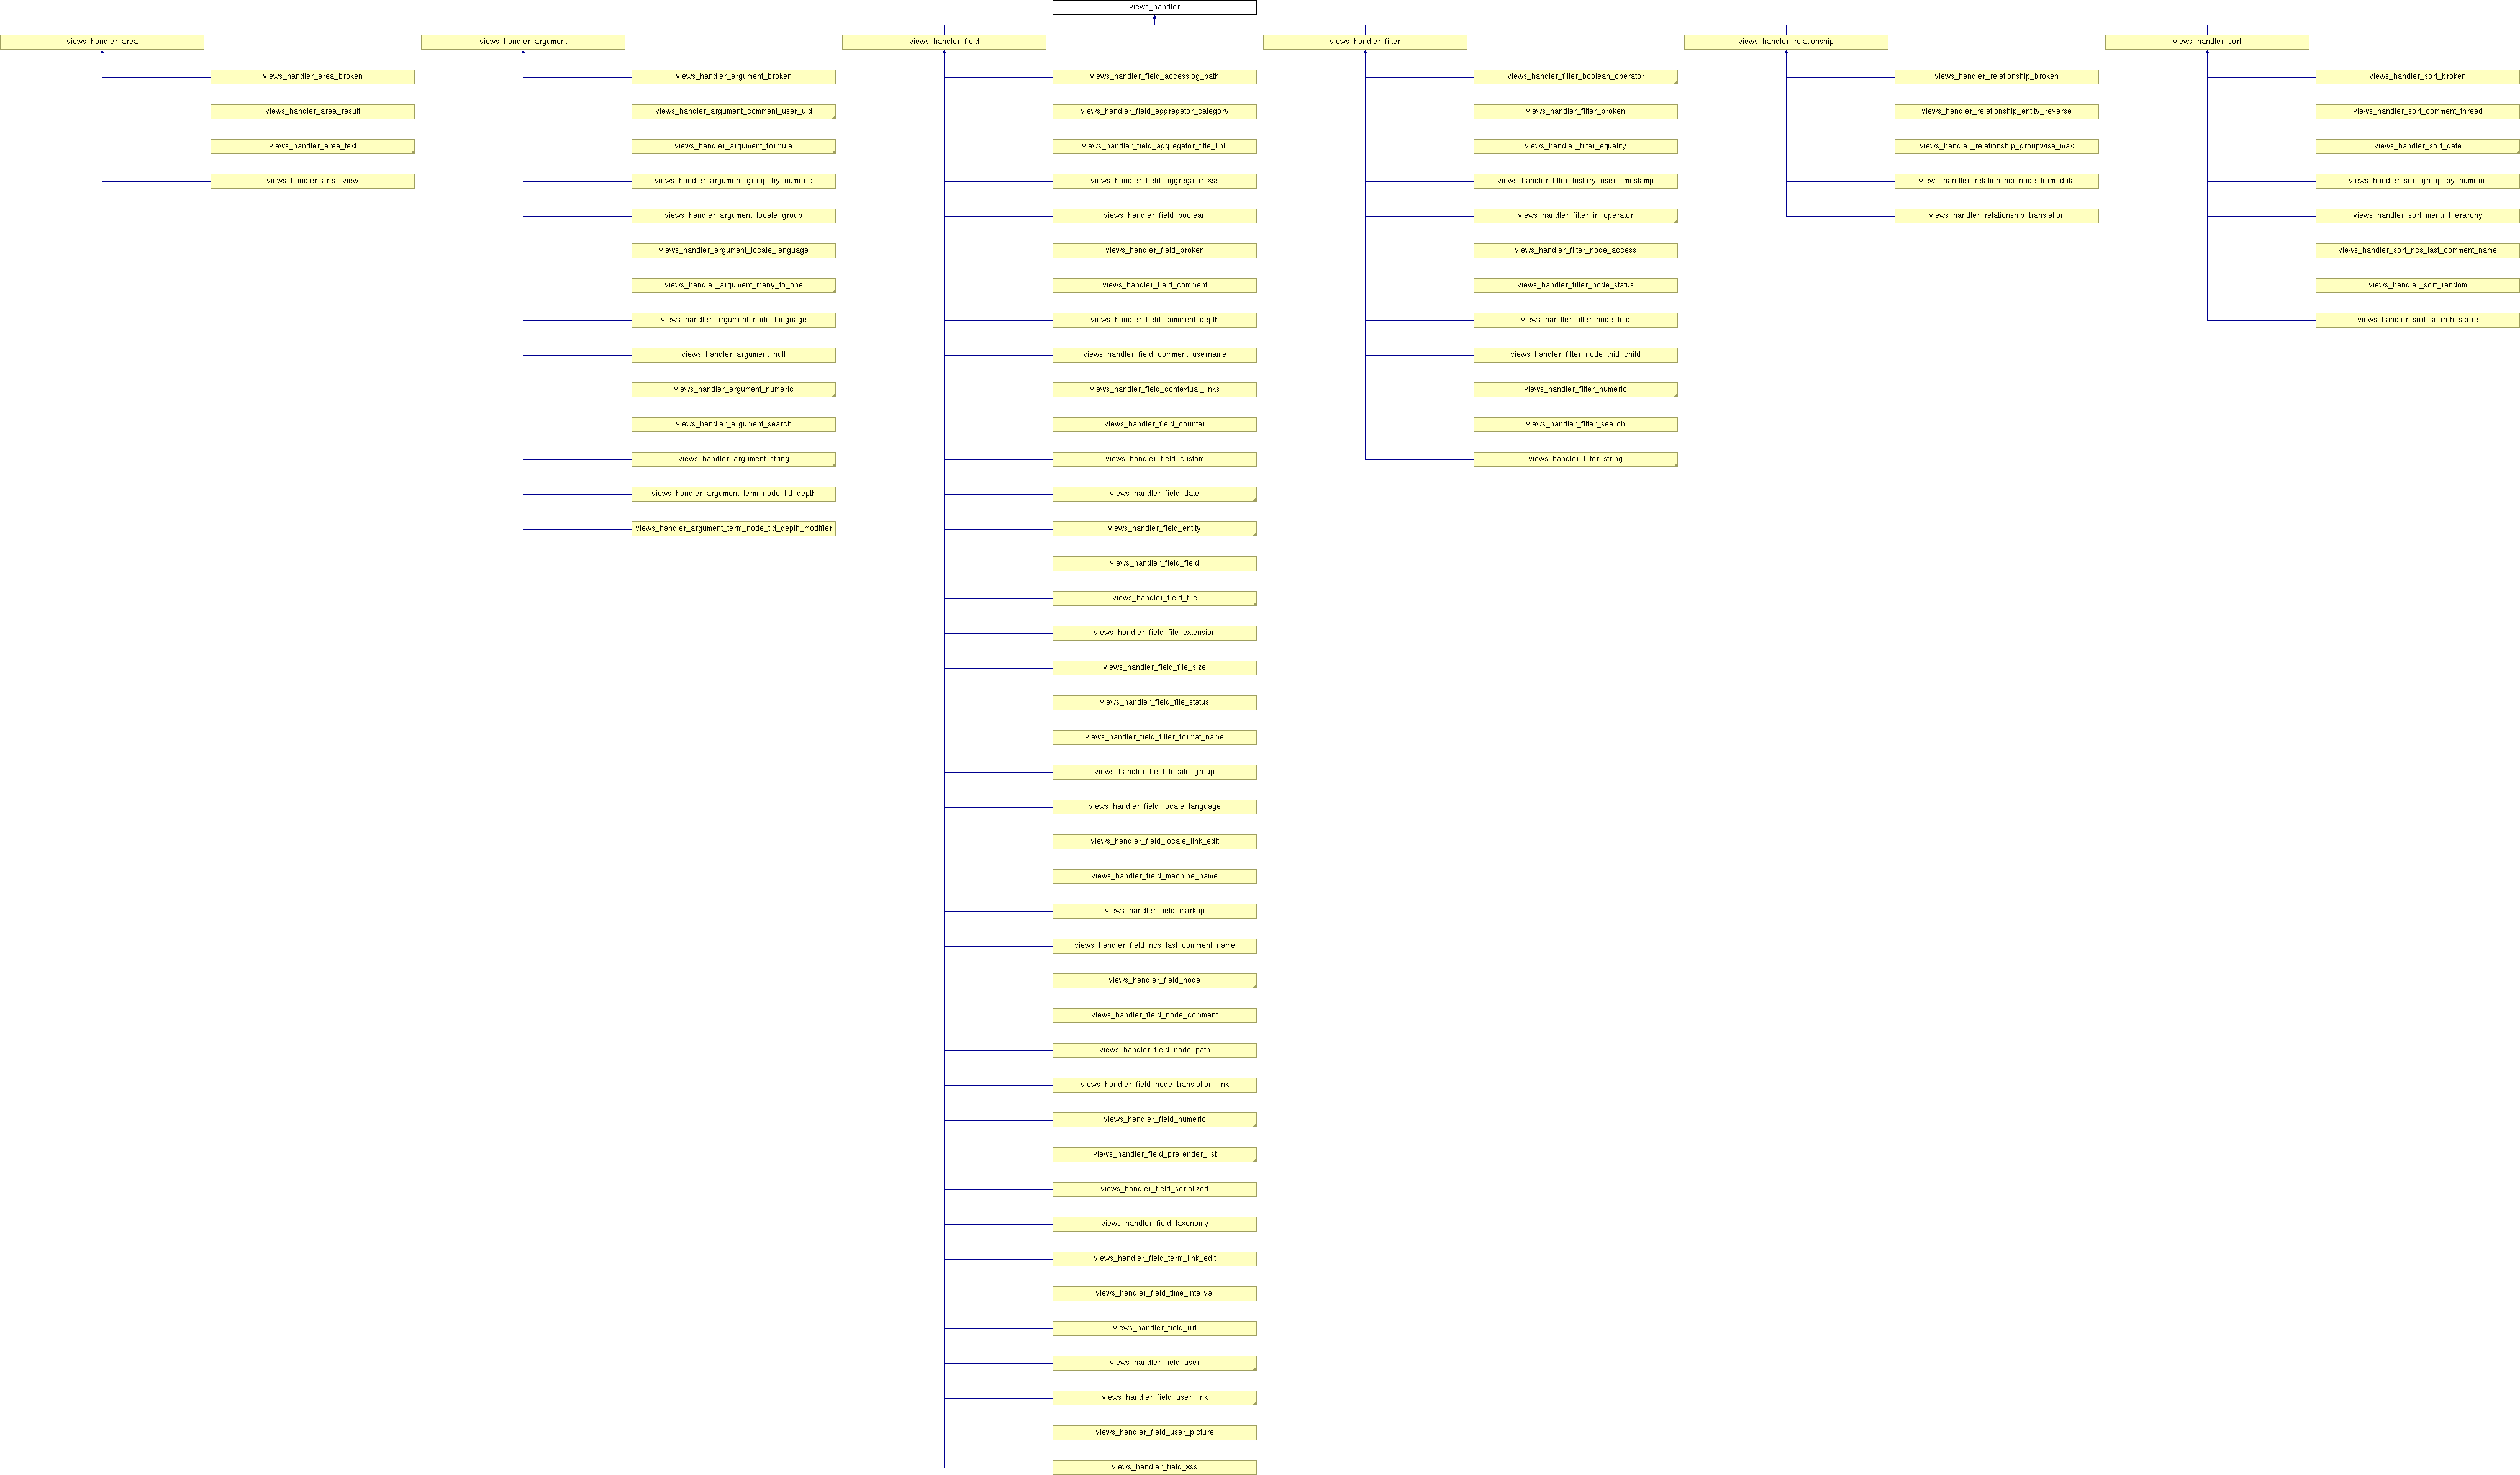 views_handler
views_handler_area
views_handler_argument
views_handler_field
views_handler_filter
views_handler_relationship
views_handler_sort
views_handler_area_broken
views_handler_area_result
views_handler_area_text
views_handler_area_view
views_handler_argument_broken
views_handler_argument_comment_user_uid
views_handler_argument_formula
views_handler_argument_group_by_numeric
views_handler_argument_locale_group
views_handler_argument_locale_language
views_handler_argument_many_to_one
views_handler_argument_node_language
views_handler_argument_null
views_handler_argument_numeric
views_handler_argument_search
views_handler_argument_string
views_handler_argument_term_node_tid_depth
views_handler_argument_term_node_tid_depth_modifier
views_handler_field_accesslog_path
views_handler_field_aggregator_category
views_handler_field_aggregator_title_link
views_handler_field_aggregator_xss
views_handler_field_boolean
views_handler_field_broken
views_handler_field_comment
views_handler_field_comment_depth
views_handler_field_comment_username
views_handler_field_contextual_links
views_handler_field_counter
views_handler_field_custom
views_handler_field_date
views_handler_field_entity
views_handler_field_field
views_handler_field_file
views_handler_field_file_extension
views_handler_field_file_size
views_handler_field_file_status
views_handler_field_filter_format_name
views_handler_field_locale_group
views_handler_field_locale_language
views_handler_field_locale_link_edit
views_handler_field_machine_name
views_handler_field_markup
views_handler_field_ncs_last_comment_name
views_handler_field_node
views_handler_field_node_comment
views_handler_field_node_path
views_handler_field_node_translation_link
views_handler_field_numeric
views_handler_field_prerender_list
views_handler_field_serialized
views_handler_field_taxonomy
views_handler_field_term_link_edit
views_handler_field_time_interval
views_handler_field_url
views_handler_field_user
views_handler_field_user_link
views_handler_field_user_picture
views_handler_field_xss
views_handler_filter_boolean_operator
views_handler_filter_broken
views_handler_filter_equality
views_handler_filter_history_user_timestamp
views_handler_filter_in_operator
views_handler_filter_node_access
views_handler_filter_node_status
views_handler_filter_node_tnid
views_handler_filter_node_tnid_child
views_handler_filter_numeric
views_handler_filter_search
views_handler_filter_string
views_handler_relationship_broken
views_handler_relationship_entity_reverse
views_handler_relationship_groupwise_max
views_handler_relationship_node_term_data
views_handler_relationship_translation
views_handler_sort_broken
views_handler_sort_comment_thread
views_handler_sort_date
views_handler_sort_group_by_numeric
views_handler_sort_menu_hierarchy
views_handler_sort_ncs_last_comment_name
views_handler_sort_random
views_handler_sort_search_score